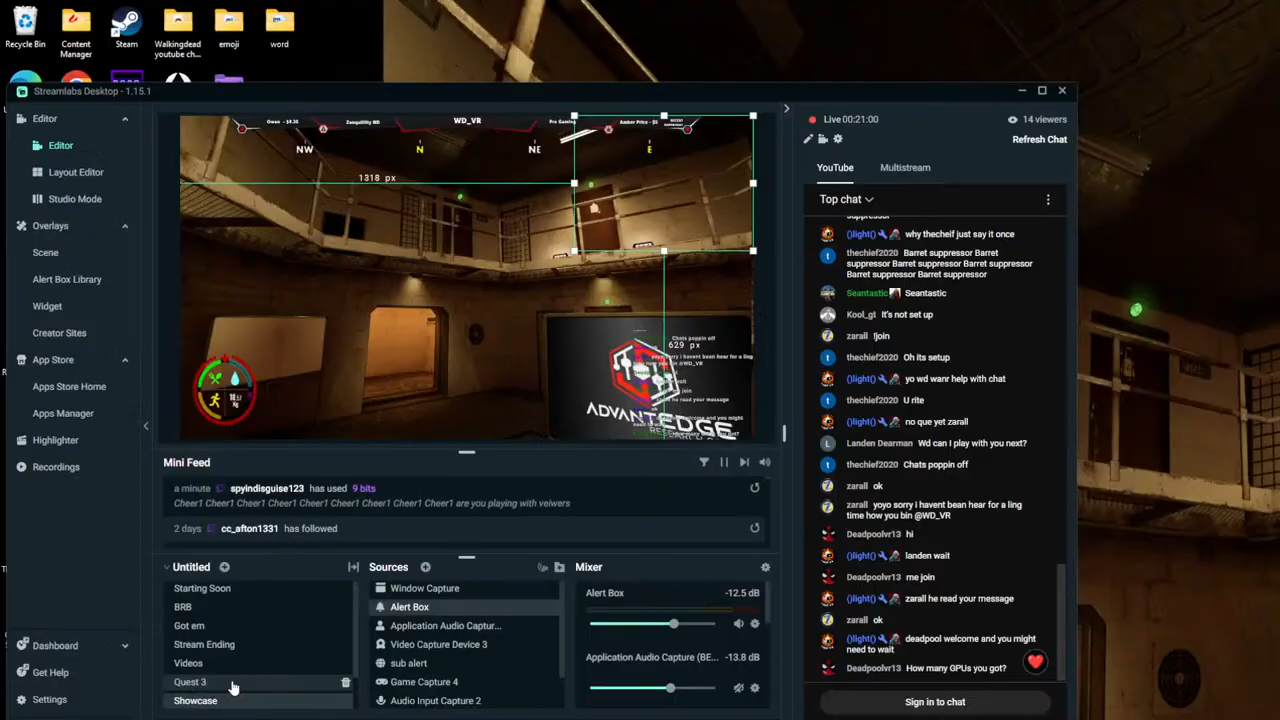 Recycle Bin
Content
Manager
Steam
Walkingdead
youtube ch...
emoji
word
Streamlabs Desktop - 1.15.1
Editor
Editor
Layout Editor
Studio Mode
Overlays
Scene
Alert Box Library
Widget
Creator Sites
App Store
Apps Store Home
Apps Manager
Highlighter
Recordings
Dashboard
Get Help
Settings
WD_VR
NW
N
NE
E
1318 px
629 px
Chats poppin off
ADVANTEDGE
Mini Feed
a minute spyindisguise123 has used 9 bits
Cheer1 Cheer1 Cheer1 Cheer1 Cheer1 Cheer1 Cheer1 Cheer1 Cheer1 are you playing with veiwers
2 days cc_afton1331 has followed
Untitled
Starting Soon
BRB
Got em
Stream Ending
Videos
Quest 3
Showcase
Sources
Window Capture
Alert Box
Application Audio Captur...
Video Capture Device 3
sub alert
Game Capture 4
Audio Input Capture 2
Mixer
Alert Box -12.5 dB
Application Audio Capture (BE... -13.8 dB
Live 00:21:00 14 viewers
Refresh Chat
YouTube Multistream
Top chat
suppressor
()light() why thecheif just say it once
thechief2020 Barret suppressor Barret
suppressor Barret suppressor Barret suppressor
Barret suppressor Barret suppressor
Seantastic Seantastic
Kool_gt It's not set up
zarall !join
thechief2020 Oh its setup
()light() yo wd wanr help with chat
thechief2020 U rite
()light() no que yet zarall
Landen Dearman Wd can I play with you next?
thechief2020 Chats poppin off
zarall ok
zarall yoyo sorry i havent bean hear for a ling
time how you bin @WD_VR
Deadpoolvr13 hi
()light() landen wait
Deadpoolvr13 me join
()light() zarall he read your message
zarall ok
()light() deadpool welcome and you might
need to wait
Deadpoolvr13 How many GPUs you got?
Sign in to chat